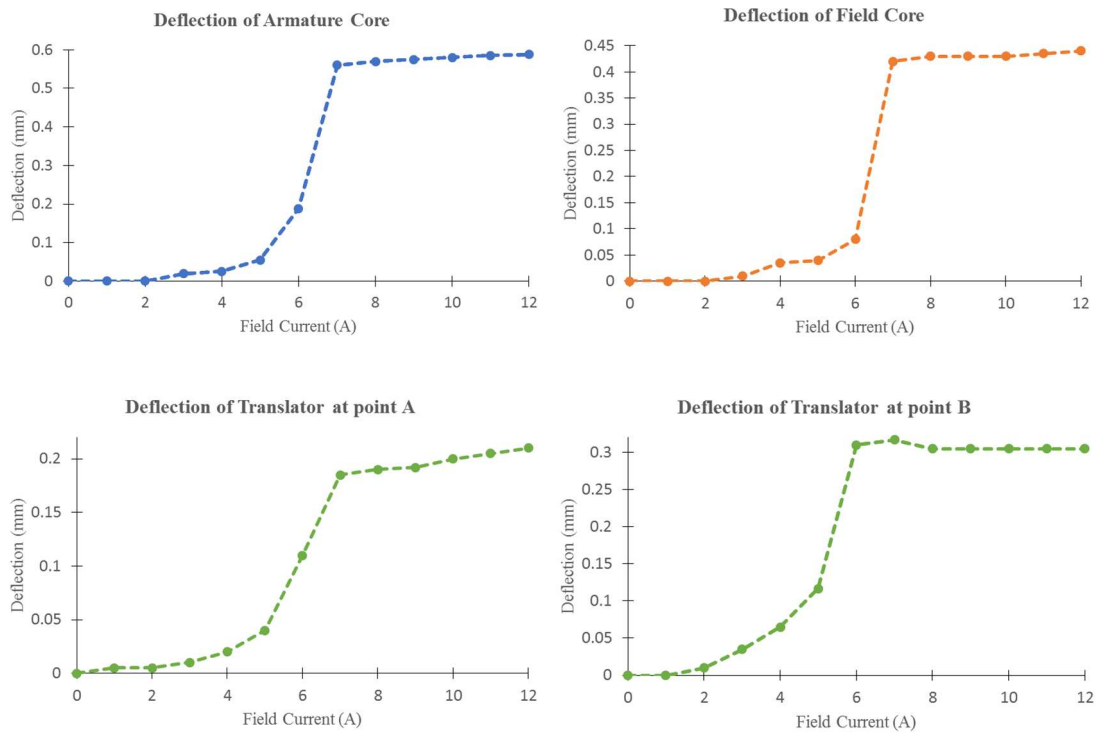 Deflection of Armature Core
0.6
0.5
0.4
0.3
0.2
0.1
0
Deflection (mm)
0 2 4 6 8 10 12
Field Current (A)
Deflection of Field Core
0.45
0.4
0.35
0.3
0.25
0.2
0.15
0.1
0.05
0
Deflection (mm)
0 2 4 6 8 10 12
Field Current (A)
Deflection of Translator at point A
0.2
0.15
0.1
0.05
0
Deflection (mm)
0 2 4 6 8 10 12
Field Current (A)
Deflection of Translator at point B
0.3
0.25
0.2
0.15
0.1
0.05
0
Deflection (mm)
0 2 4 6 8 10 12
Field Current (A)